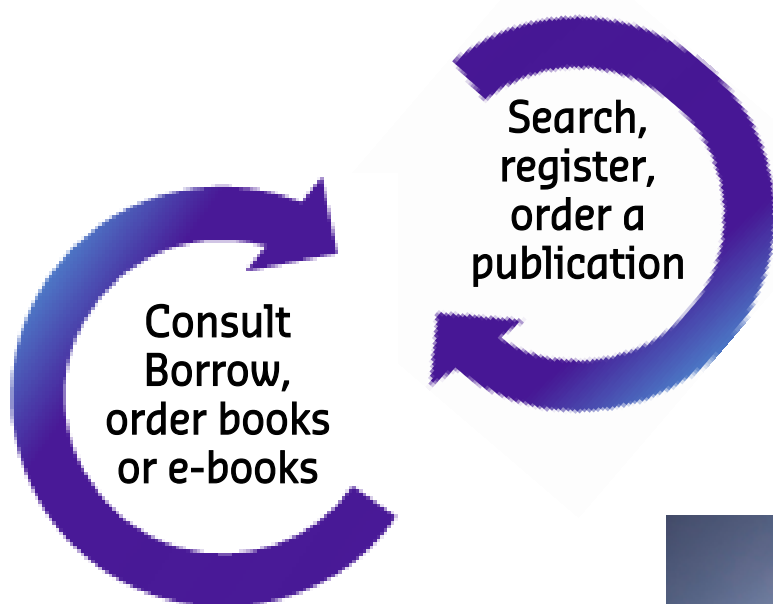 Search,
register,
order a
publication
Consult
Borrow,
order books
or e-books